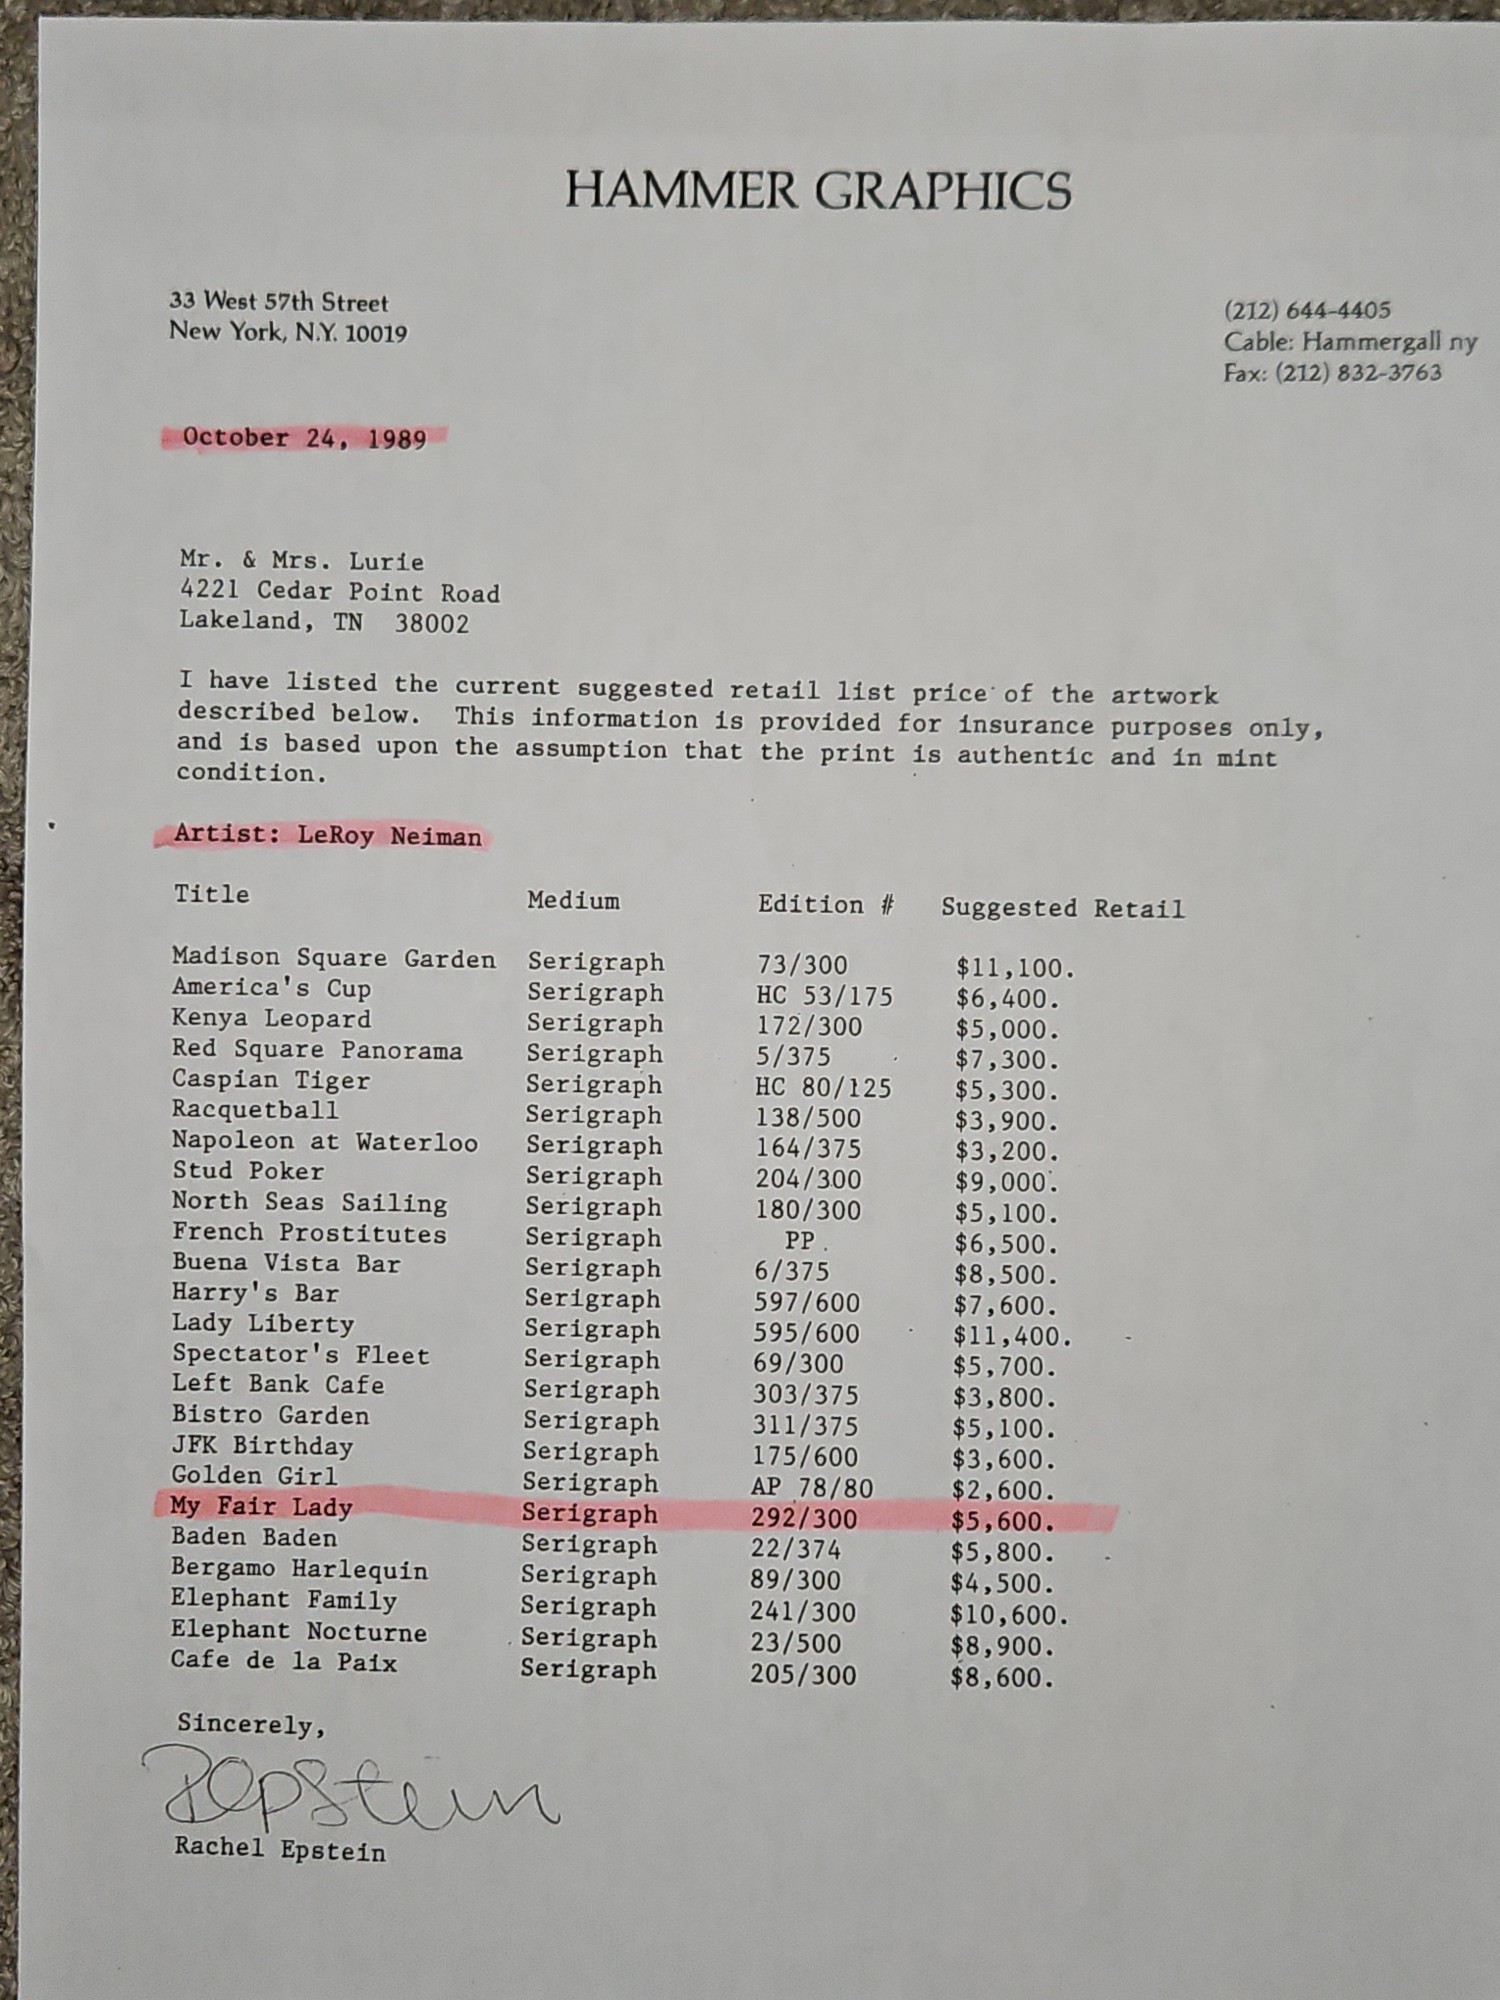 HAMMER GRAPHICS
33 West 57th Street
New York, N.Y. 10019
(212) 644-4405
Cable: Hammergall ny
Fax: (212) 832-3763
October 24, 1989
Mr. & Mrs. Lurie
4221 Cedar Point Road
Lakeland, TN 38002
I have listed the current suggested retail list price of the artwork
described below. This information is provided for insurance purposes only,
and is based upon the assumption that the print is authentic and in mint
condition.
Artist: LeRoy Neiman
Title Medium Edition # Suggested Retail
Madison Square Garden Serigraph 73/300 $11,100.
America's Cup Serigraph HC 53/175 $6,400.
Kenya Leopard Serigraph 172/300 $5,000.
Red Square Panorama Serigraph 5/375 $7,300.
Caspian Tiger Serigraph HC 80/125 $5,300.
Racquetball Serigraph 138/500 $3,900.
Napoleon at Waterloo Serigraph 164/375 $3,200.
Stud Poker Serigraph 204/300 $9,000.
North Seas Sailing Serigraph 180/300 $5,100.
French Prostitutes Serigraph PP. $6,500.
Buena Vista Bar Serigraph 6/375 $8,500.
Harry's Bar Serigraph 597/600 $7,600.
Lady Liberty Serigraph 595/600 $11,400.
Spectator's Fleet Serigraph 69/300 $5,700.
Left Bank Cafe Serigraph 303/375 $3,800.
Bistro Garden Serigraph 311/375 $5,100.
JFK Birthday Serigraph 175/600 $3,600.
Golden Girl Serigraph AP 78/80 $2,600.
My Fair Lady Serigraph 292/300 $5,600.
Baden Baden Serigraph 22/374 $5,800.
Bergamo Harlequin Serigraph 89/300 $4,500.
Elephant Family Serigraph 241/300 $10,600.
Elephant Nocturne Serigraph 23/500 $8,900.
Cafe de la Paix Serigraph 205/300 $8,600.
Sincerely,
REpstein
Rachel Epstein